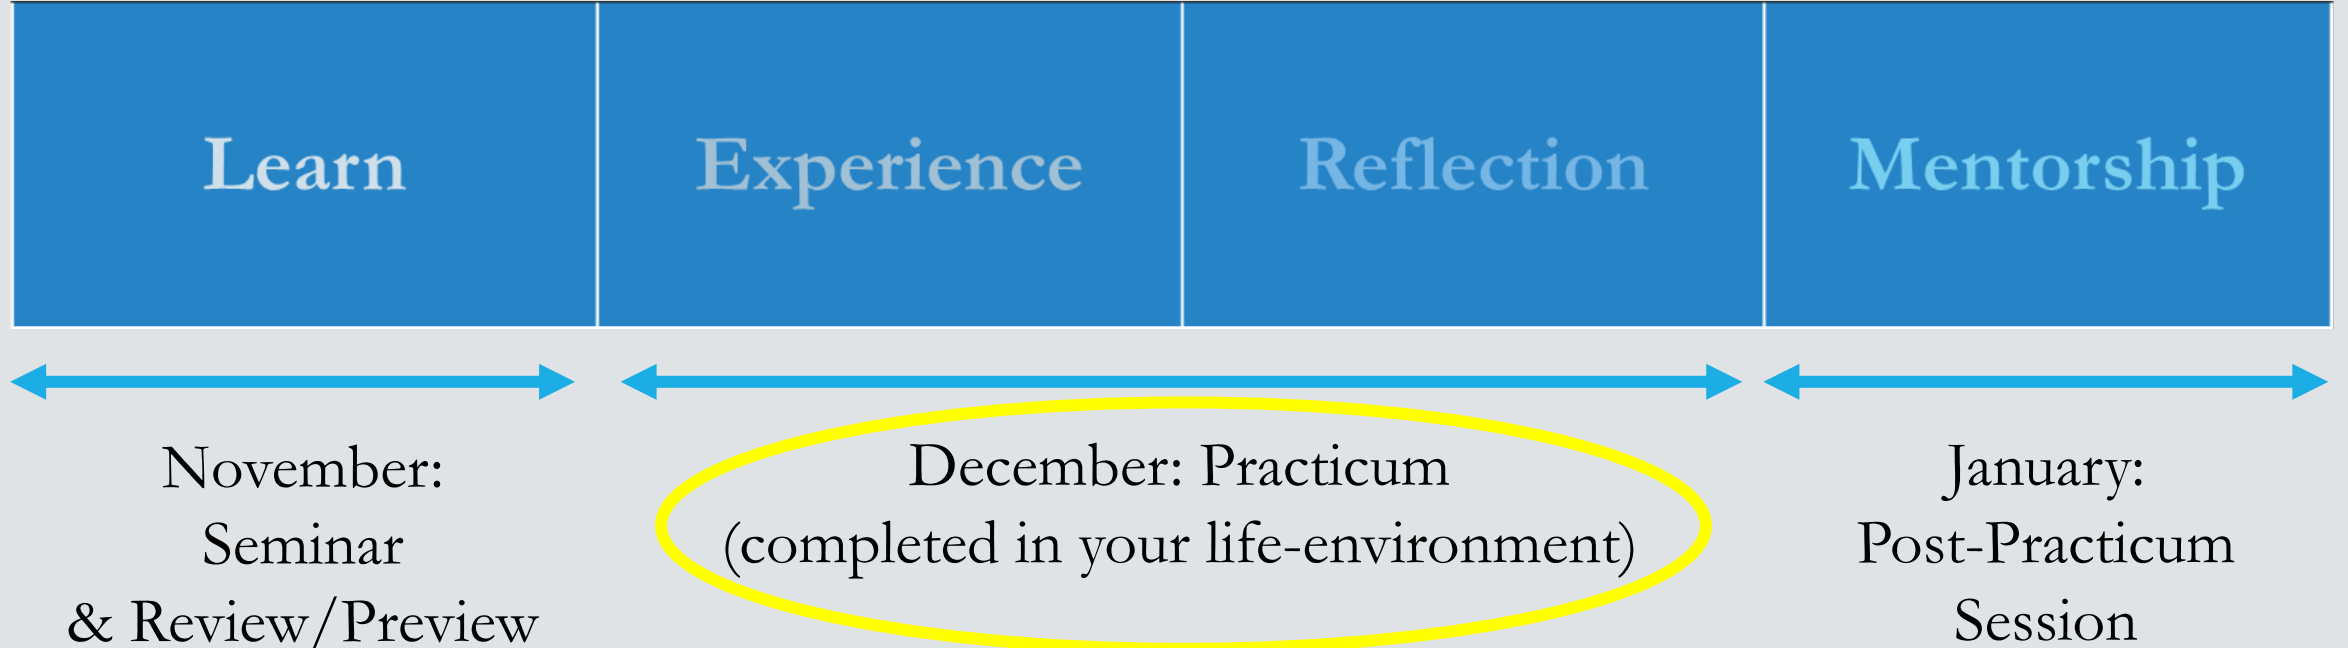 Learn
Experience
Reflection
Mentorship
November:
Seminar
& Review/Preview
December: Practicum
(completed in your life-environment)
January:
Post-Practicum
Session